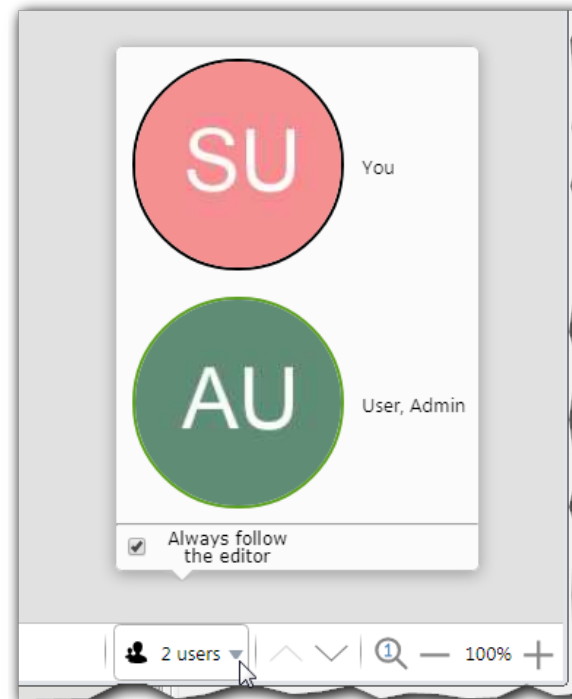 SU
You
AU
User, Admin
Always follow
the editor
2 users
1
100%